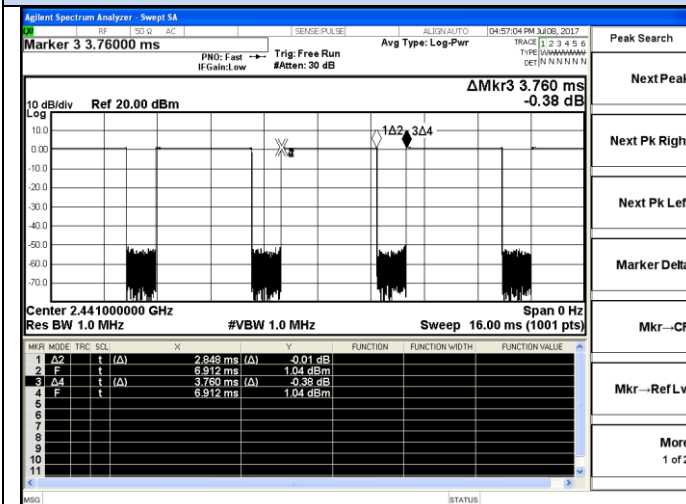 Agilent Spectrum Analyzer - Swept SA
RF 50 Ω AC SENSE:PULSE ALIGN AUTO 04:57:04 PM Jul 08, 2017
Marker 3 3.76000 ms
PNO: Fast
IFGain:Low
Trig: Free Run
#Atten: 30 dB
Avg Type: Log-Pwr
TRACE 1 2 3 4 5 6
TYPE
DET N N N N N N
ΔMkr3 3.760 ms
-0.38 dB
10 dB/div Ref 20.00 dBm
Log
10.0
0.00
-10.0
-20.0
-30.0
-40.0
-50.0
-60.0
-70.0
1Δ2 3Δ4
Center 2.441000000 GHz Span 0 Hz
Res BW 1.0 MHz #VBW 1.0 MHz Sweep 16.00 ms (1001 pts)
MKR MODE TRC SCL X Y FUNCTION FUNCTION WIDTH FUNCTION VALUE
1 Δ2 t (Δ) 2.848 ms (Δ) -0.01 dB
2 F t 6.912 ms 1.04 dBm
3 Δ4 t (Δ) 3.760 ms (Δ) -0.38 dB
4 F t 6.912 ms 1.04 dBm
5
6
7
8
9
10
11
MSG STATUS
Peak Search
Next Peak
Next Pk Righ
Next Pk Lef
Marker Delta
Mkr→CF
Mkr→Ref Lv
More
1 of 2